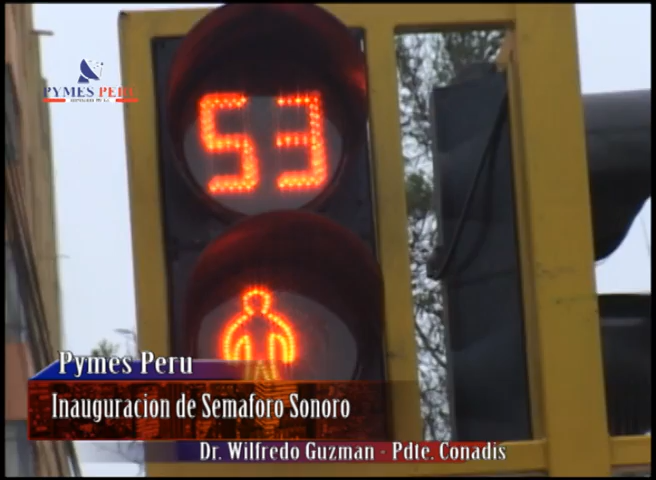 PYMES PERU
53
Pymes Peru
Inauguracion de Semaforo Sonoro
Dr. Wilfredo Guzman - Pdte. Conadis